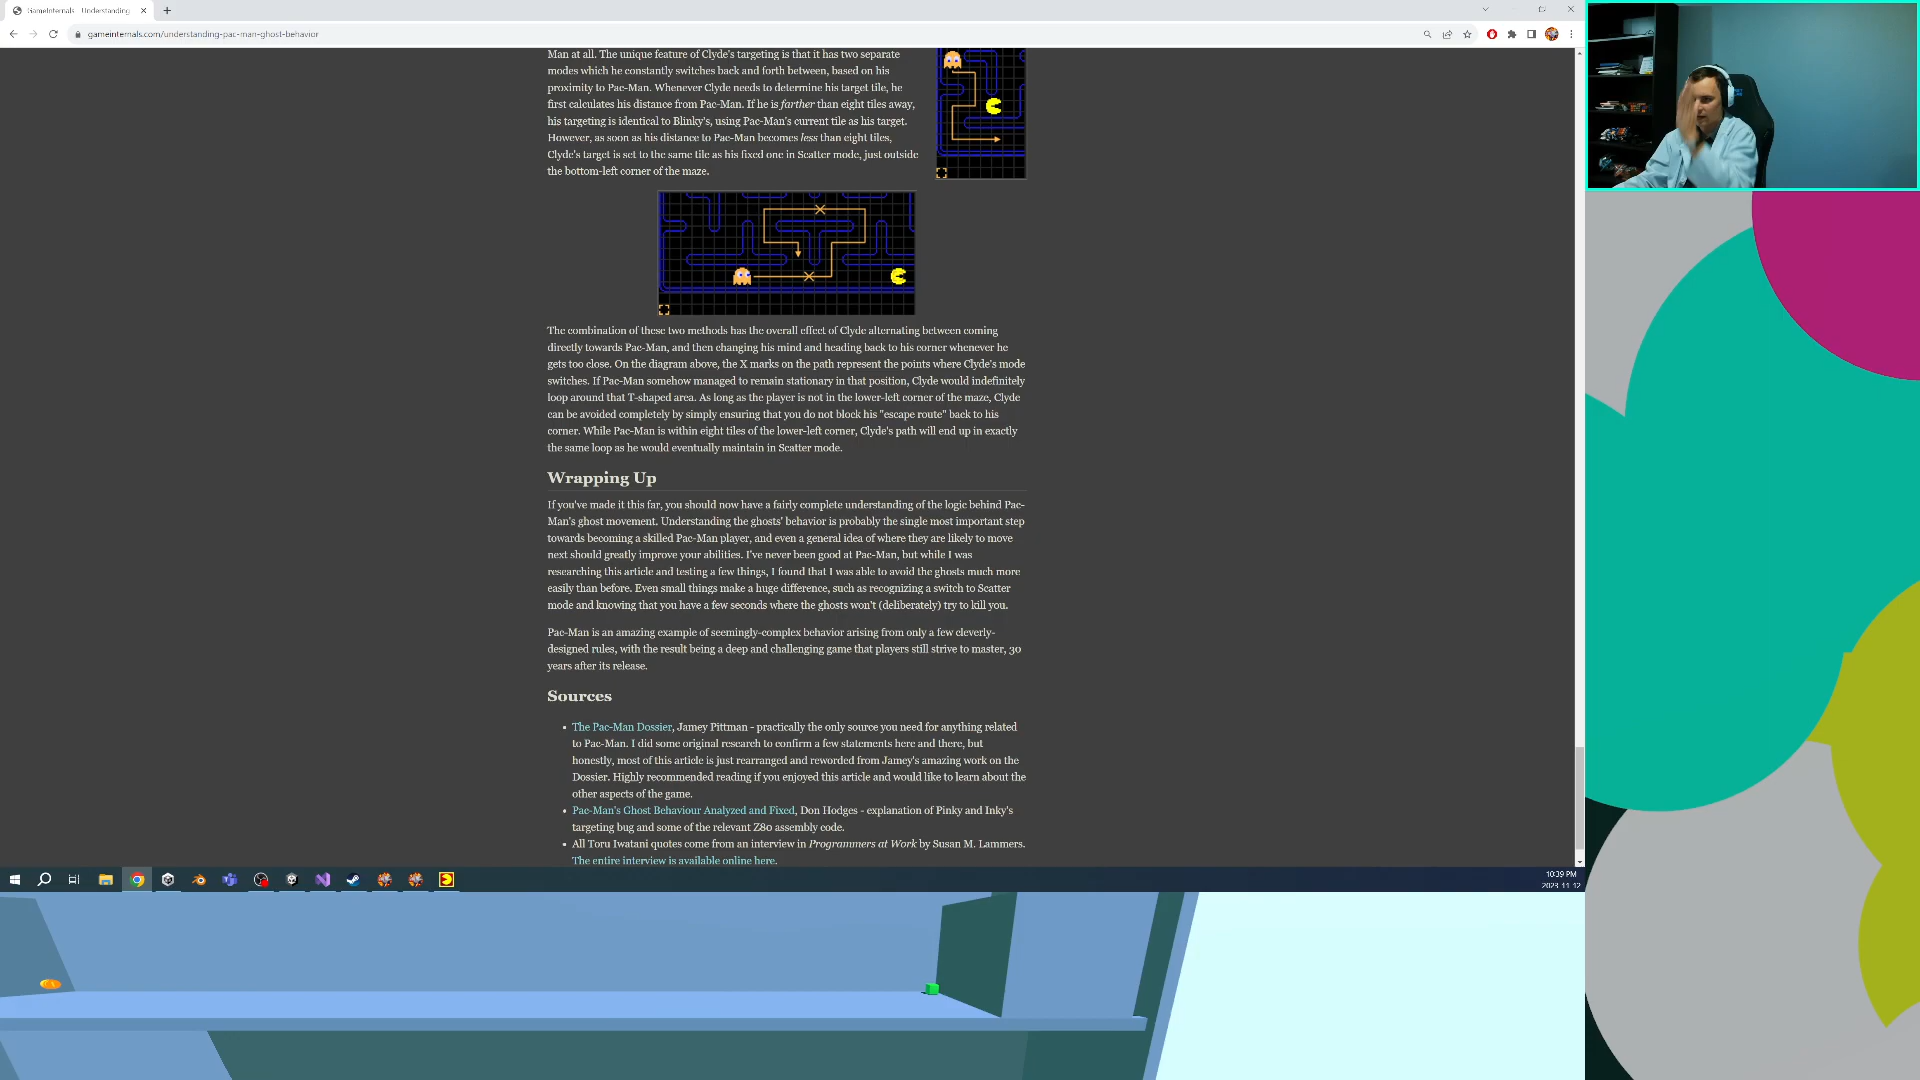 GameInternals - Understanding
gameinternals.com/understanding-pac-man-ghost-behavior
Man at all. The unique feature of Clyde's targeting is that it has two separate
modes which he constantly switches back and forth between, based on his
proximity to Pac-Man. Whenever Clyde needs to determine his target tile, he
first calculates his distance from Pac-Man. If he is farther than eight tiles away,
his targeting is identical to Blinky's, using Pac-Man's current tile as his target.
However, as soon as his distance to Pac-Man becomes less than eight tiles,
Clyde's target is set to the same tile as his fixed one in Scatter mode, just outside
the bottom-left corner of the maze.
The combination of these two methods has the overall effect of Clyde alternating between coming
directly towards Pac-Man, and then changing his mind and heading back to his corner whenever he
gets too close. On the diagram above, the X marks on the path represent the points where Clyde's mode
switches. If Pac-Man somehow managed to remain stationary in that position, Clyde would indefinitely
loop around that T-shaped area. As long as the player is not in the lower-left corner of the maze, Clyde
can be avoided completely by simply ensuring that you do not block his "escape route" back to his
corner. While Pac-Man is within eight tiles of the lower-left corner, Clyde's path will end up in exactly
the same loop as he would eventually maintain in Scatter mode.
Wrapping Up
If you've made it this far, you should now have a fairly complete understanding of the logic behind Pac-
Man's ghost movement. Understanding the ghosts' behavior is probably the single most important step
towards becoming a skilled Pac-Man player, and even a general idea of where they are likely to move
next should greatly improve your abilities. I've never been good at Pac-Man, but while I was
researching this article and testing a few things, I found that I was able to avoid the ghosts much more
easily than before. Even small things make a huge difference, such as recognizing a switch to Scatter
mode and knowing that you have a few seconds where the ghosts won't (deliberately) try to kill you.
Pac-Man is an amazing example of seemingly-complex behavior arising from only a few cleverly-
designed rules, with the result being a deep and challenging game that players still strive to master, 30
years after its release.
Sources
• The Pac-Man Dossier, Jamey Pittman - practically the only source you need for anything related
to Pac-Man. I did some original research to confirm a few statements here and there, but
honestly, most of this article is just rearranged and reworded from Jamey's amazing work on the
Dossier. Highly recommended reading if you enjoyed this article and would like to learn about the
other aspects of the game.
• Pac-Man's Ghost Behaviour Analyzed and Fixed, Don Hodges - explanation of Pinky and Inky's
targeting bug and some of the relevant Z80 assembly code.
• All Toru Iwatani quotes come from an interview in Programmers at Work by Susan M. Lammers.
The entire interview is available online here.
10:39 PM
2023-11-12